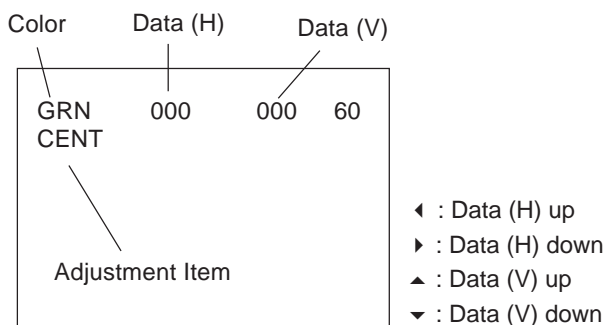 Color Data (H) Data (V)
GRN 000 000 60
CENT
Adjustment Item
◂ : Data (H) up
▸ : Data (H) down
▴ : Data (V) up
▾ : Data (V) down